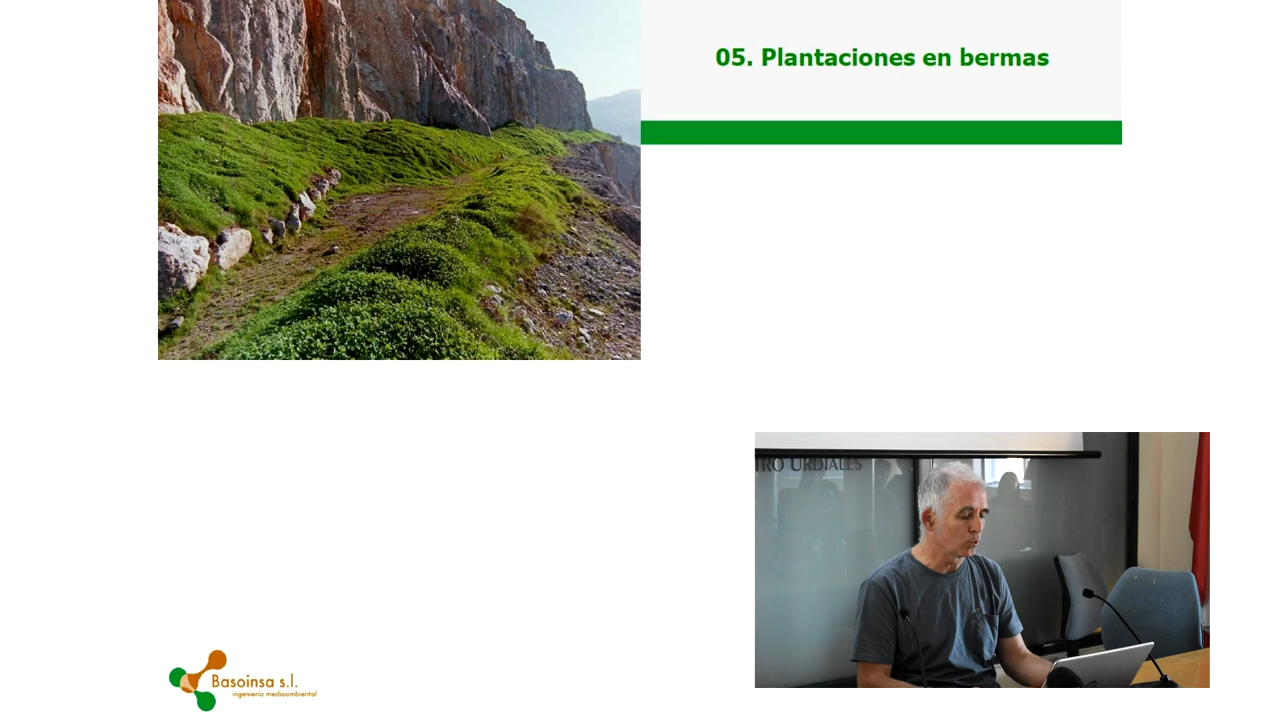 05. Plantaciones en bermas
TRO URDIALES
Basoinsa s.l.
ingeniería medioambiental